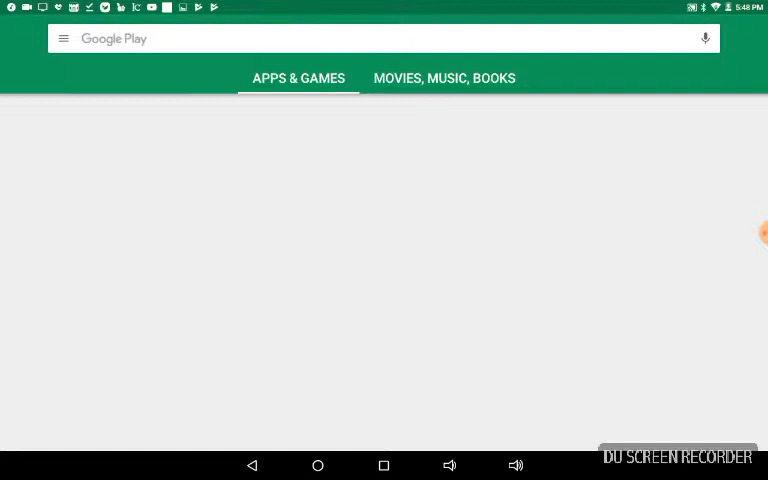 5:48 PM
Google Play
APPS & GAMES MOVIES, MUSIC, BOOKS
DU SCREEN RECORDER